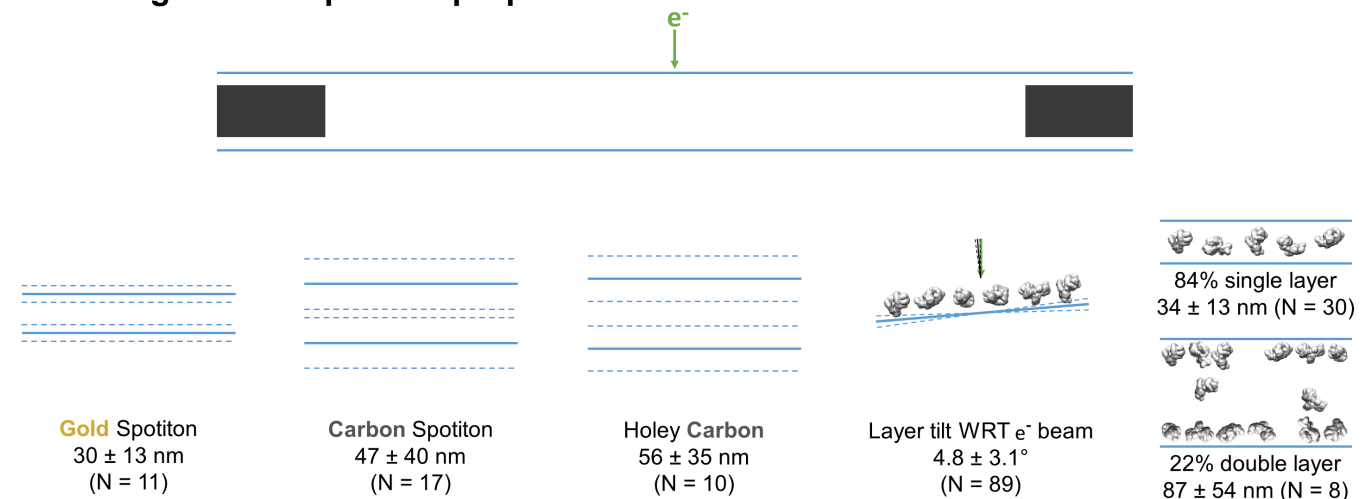 e-
Gold Spotiton
30 ± 13 nm
(N = 11)
Carbon Spotiton
47 ± 40 nm
(N = 17)
Holey Carbon
56 ± 35 nm
(N = 10)
Layer tilt WRT e- beam
4.8 ± 3.1°
(N = 89)
84% single layer
34 ± 13 nm (N = 30)
22% double layer
87 ± 54 nm (N = 8)